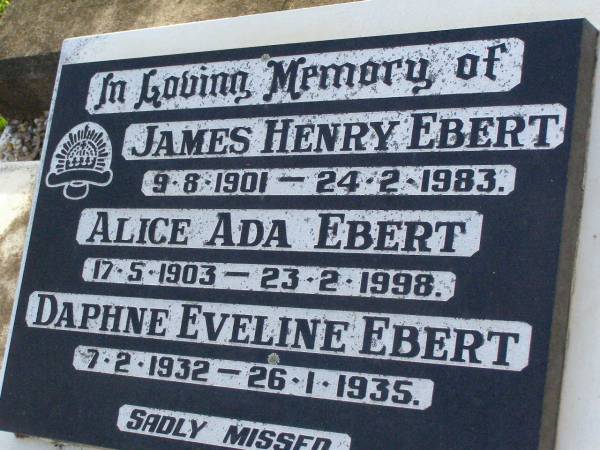 In Loving Memory of
JAMES HENRY EBERT
9·8·1901 — 24·2·1983.
ALICE ADA EBERT
17·5·1903 — 23·2·1998.
DAPHNE EVELINE EBERT
7·2·1932 — 26·1·1935.
SADLY MISSED